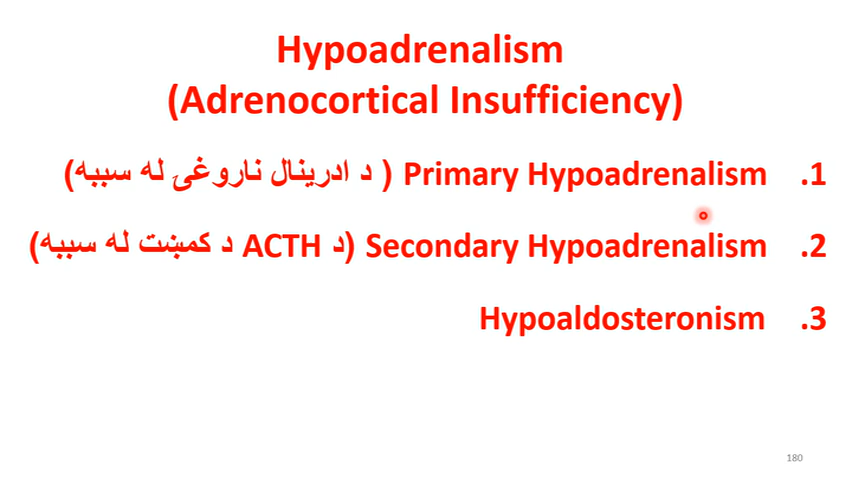 Hypoadrenalism
(Adrenocortical Insufficiency)
1. Primary Hypoadrenalism ( د ادرینال ناروغۍ له سببه)
2. Secondary Hypoadrenalism (د ACTH د کمښت له سببه)
3. Hypoaldosteronism
180